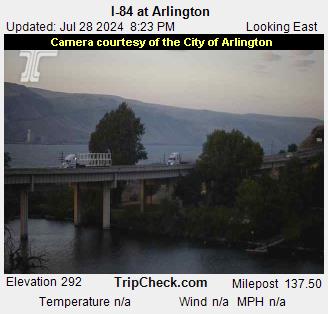 I-84 at Arlington
Updated: Jul 28 2024 8:23 PM Looking East
Camera courtesy of the City of Arlington
Elevation 292 TripCheck.com Milepost 137.50
Temperature n/a Wind n/a MPH n/a